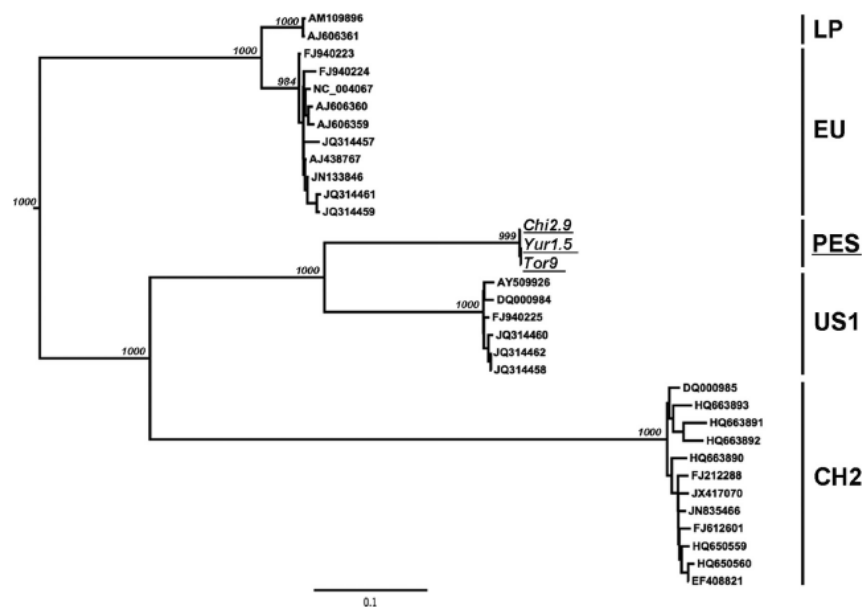 1000
AM109896
AJ606361
LP
1000
FJ940223
984
FJ940224
NC_004067
AJ606360
AJ606359
JQ314457
AJ438767
JN133846
JQ314461
JQ314459
EU
1000
999
Chi2.9
Yur1.5
Tor9
PES
1000
AY509926
DQ000984
1000
FJ940225
JQ314460
JQ314462
JQ314458
US1
1000
DQ000985
HQ663893
HQ663891
1000
HQ663892
HQ663890
FJ212288
JX417070
JN835466
FJ612601
HQ650559
HQ650560
EF408821
CH2
0.1